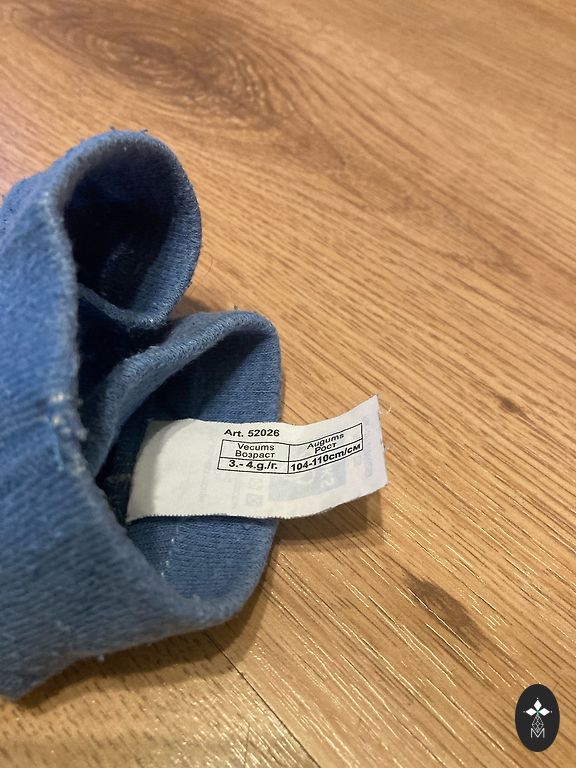 Art. 52026
Vecums
Возраст
Augums
Рост
3.- 4.g./г.
104-110cm/см
M